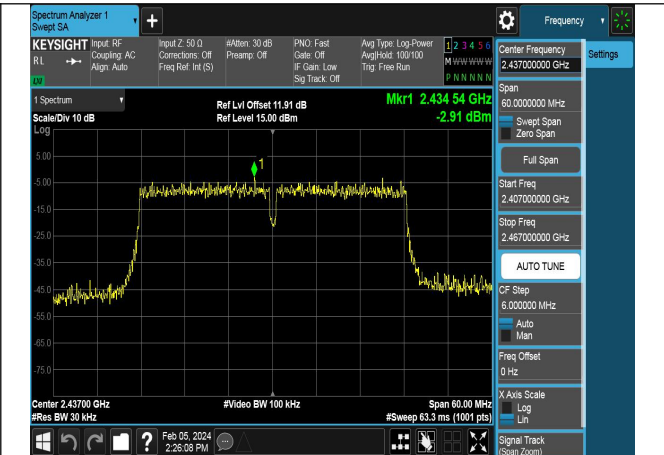 Spectrum Analyzer 1
Swept SA
Frequency
KEYSIGHT
Input: RF
Coupling: AC
Align: Auto
Input Z: 50 Ω
Corrections: Off
Freq Ref: Int (S)
#Atten: 30 dB
Preamp: Off
PNO: Fast
Gate: Off
IF Gain: Low
Sig Track: Off
Avg Type: Log-Power
Avg|Hold: 100/100
Trig: Free Run
1 2 3 4 5 6
M W W W W W
P N N N N N
RL
LXI
1 Spectrum
Scale/Div 10 dB
Log
Ref Lvl Offset 11.91 dB
Ref Level 15.00 dBm
Mkr1 2.434 54 GHz
-2.91 dBm
1
5.00
-5.00
-15.0
-25.0
-35.0
-45.0
-55.0
-65.0
-75.0
Center 2.43700 GHz
#Res BW 30 kHz
#Video BW 100 kHz
Span 60.00 MHz
#Sweep 63.3 ms (1001 pts)
?
Feb 05, 2024
2:26:08 PM
Center Frequency
2.437000000 GHz
Settings
Span
60.0000000 MHz
Swept Span
Zero Span
Full Span
Start Freq
2.407000000 GHz
Stop Freq
2.467000000 GHz
AUTO TUNE
CF Step
6.000000 MHz
Auto
Man
Freq Offset
0 Hz
X Axis Scale
Log
Lin
Signal Track
(Span Zoom)